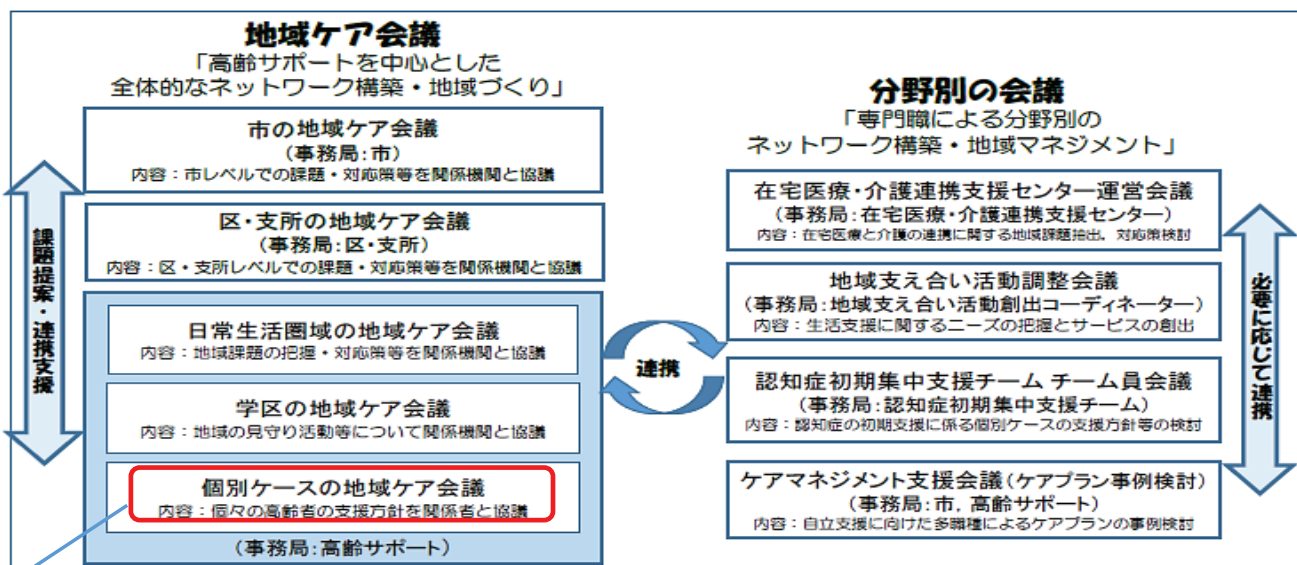 地域ケア会議
「高齢サポートを中心とした
全体的なネットワーク構築・地域づくり」
市の地域ケア会議
(事務局:市)
内容：市レベルでの課題・対応策等を関係機関と協議
区・支所の地域ケア会議
(事務局:区・支所)
内容：区・支所レベルでの課題・対応策等を関係機関と協議
日常生活圏域の地域ケア会議
内容：地域課題の把握・対応策等を関係機関と協議
学区の地域ケア会議
内容：地域の見守り活動等について関係機関と協議
個別ケースの地域ケア会議
内容：個々の高齢者の支援方針を関係者と協議
(事務局:高齢サポート)
課題提案・連携支援
連携
分野別の会議
「専門職による分野別の
ネットワーク構築・地域マネジメント」
在宅医療・介護連携支援センター運営会議
(事務局:在宅医療・介護連携支援センター)
内容：在宅医療と介護の連携に関する地域課題抽出，対応策検討
地域支え合い活動調整会議
(事務局:地域支え合い活動創出コーディネーター)
内容：生活支援に関するニーズの把握とサービスの創出
認知症初期集中支援チーム チーム員会議
(事務局:認知症初期集中支援チーム)
内容：認知症の初期支援に係る個別ケースの支援方針等の検討
ケアマネジメント支援会議(ケアプラン事例検討)
(事務局:市，高齢サポート)
内容：自立支援に向けた多職種によるケアプランの事例検討
必要に応じて連携